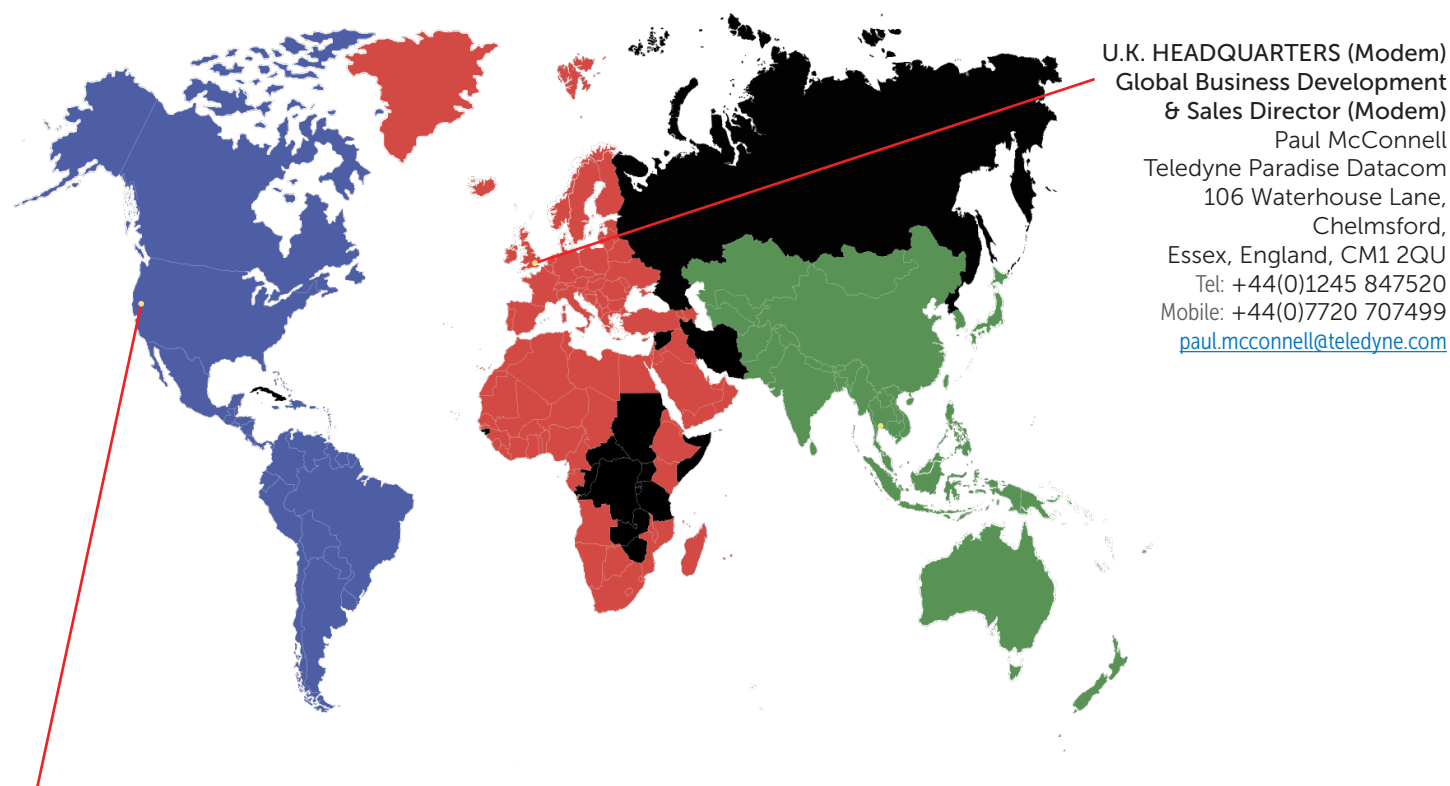 U.K. HEADQUARTERS (Modem)
Global Business Development
& Sales Director (Modem)
Paul McConnell
Teledyne Paradise Datacom
106 Waterhouse Lane,
Chelmsford,
Essex, England, CM1 2QU
Tel: +44(0)1245 847520
Mobile: +44(0)7720 707499
paul.mcconnell@teledyne.com